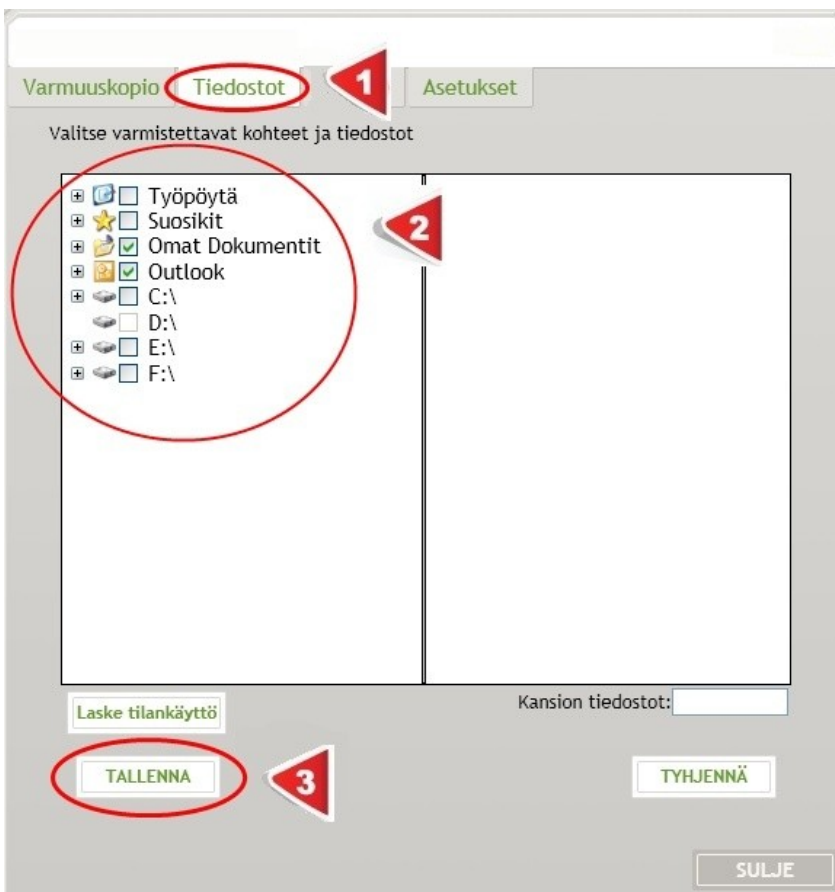 Varmuuskopio Tiedostot 1 Asetukset
Valitse varmistettavat kohteet ja tiedostot
Työpöytä
Suosikit
2
Omat Dokumentit
Outlook
C:\
D:\
E:\
F:\
Laske tilankäyttö
Kansion tiedostot:
TALLENNA
3
TYHJENNÄ
SULJE